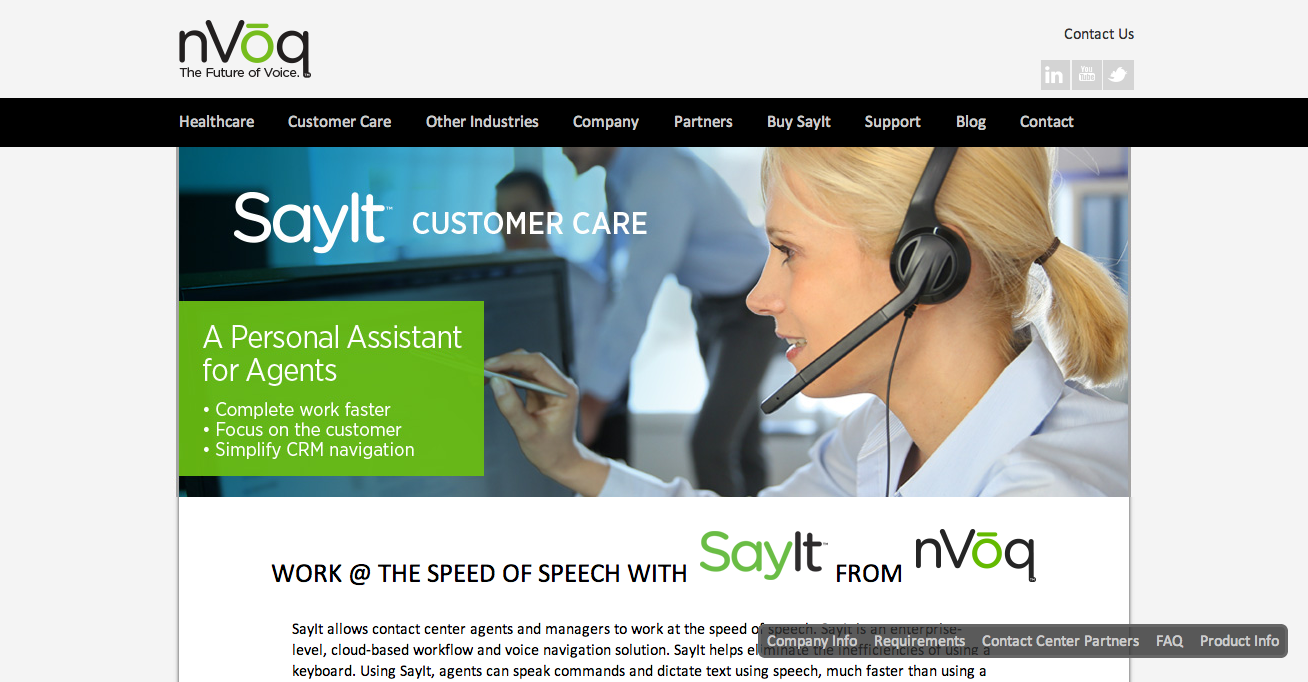 nVōq
The Future of Voice.
Contact Us
in
You Tube
Healthcare Customer Care Other Industries Company Partners Buy SayIt Support Blog Contact
SayIt™ CUSTOMER CARE
A Personal Assistant
for Agents
• Complete work faster
• Focus on the customer
• Simplify CRM navigation
WORK @ THE SPEED OF SPEECH WITH SayIt™ FROM nVōq
SayIt allows contact center agents and managers to work at the speed of speech. SayIt is an enterprise-
level, cloud-based workflow and voice navigation solution. SayIt helps eliminate the inefficiencies of using a
keyboard. Using SayIt, agents can speak commands and dictate text using speech, much faster than using a
Company Info Requirements Contact Center Partners FAQ Product Info